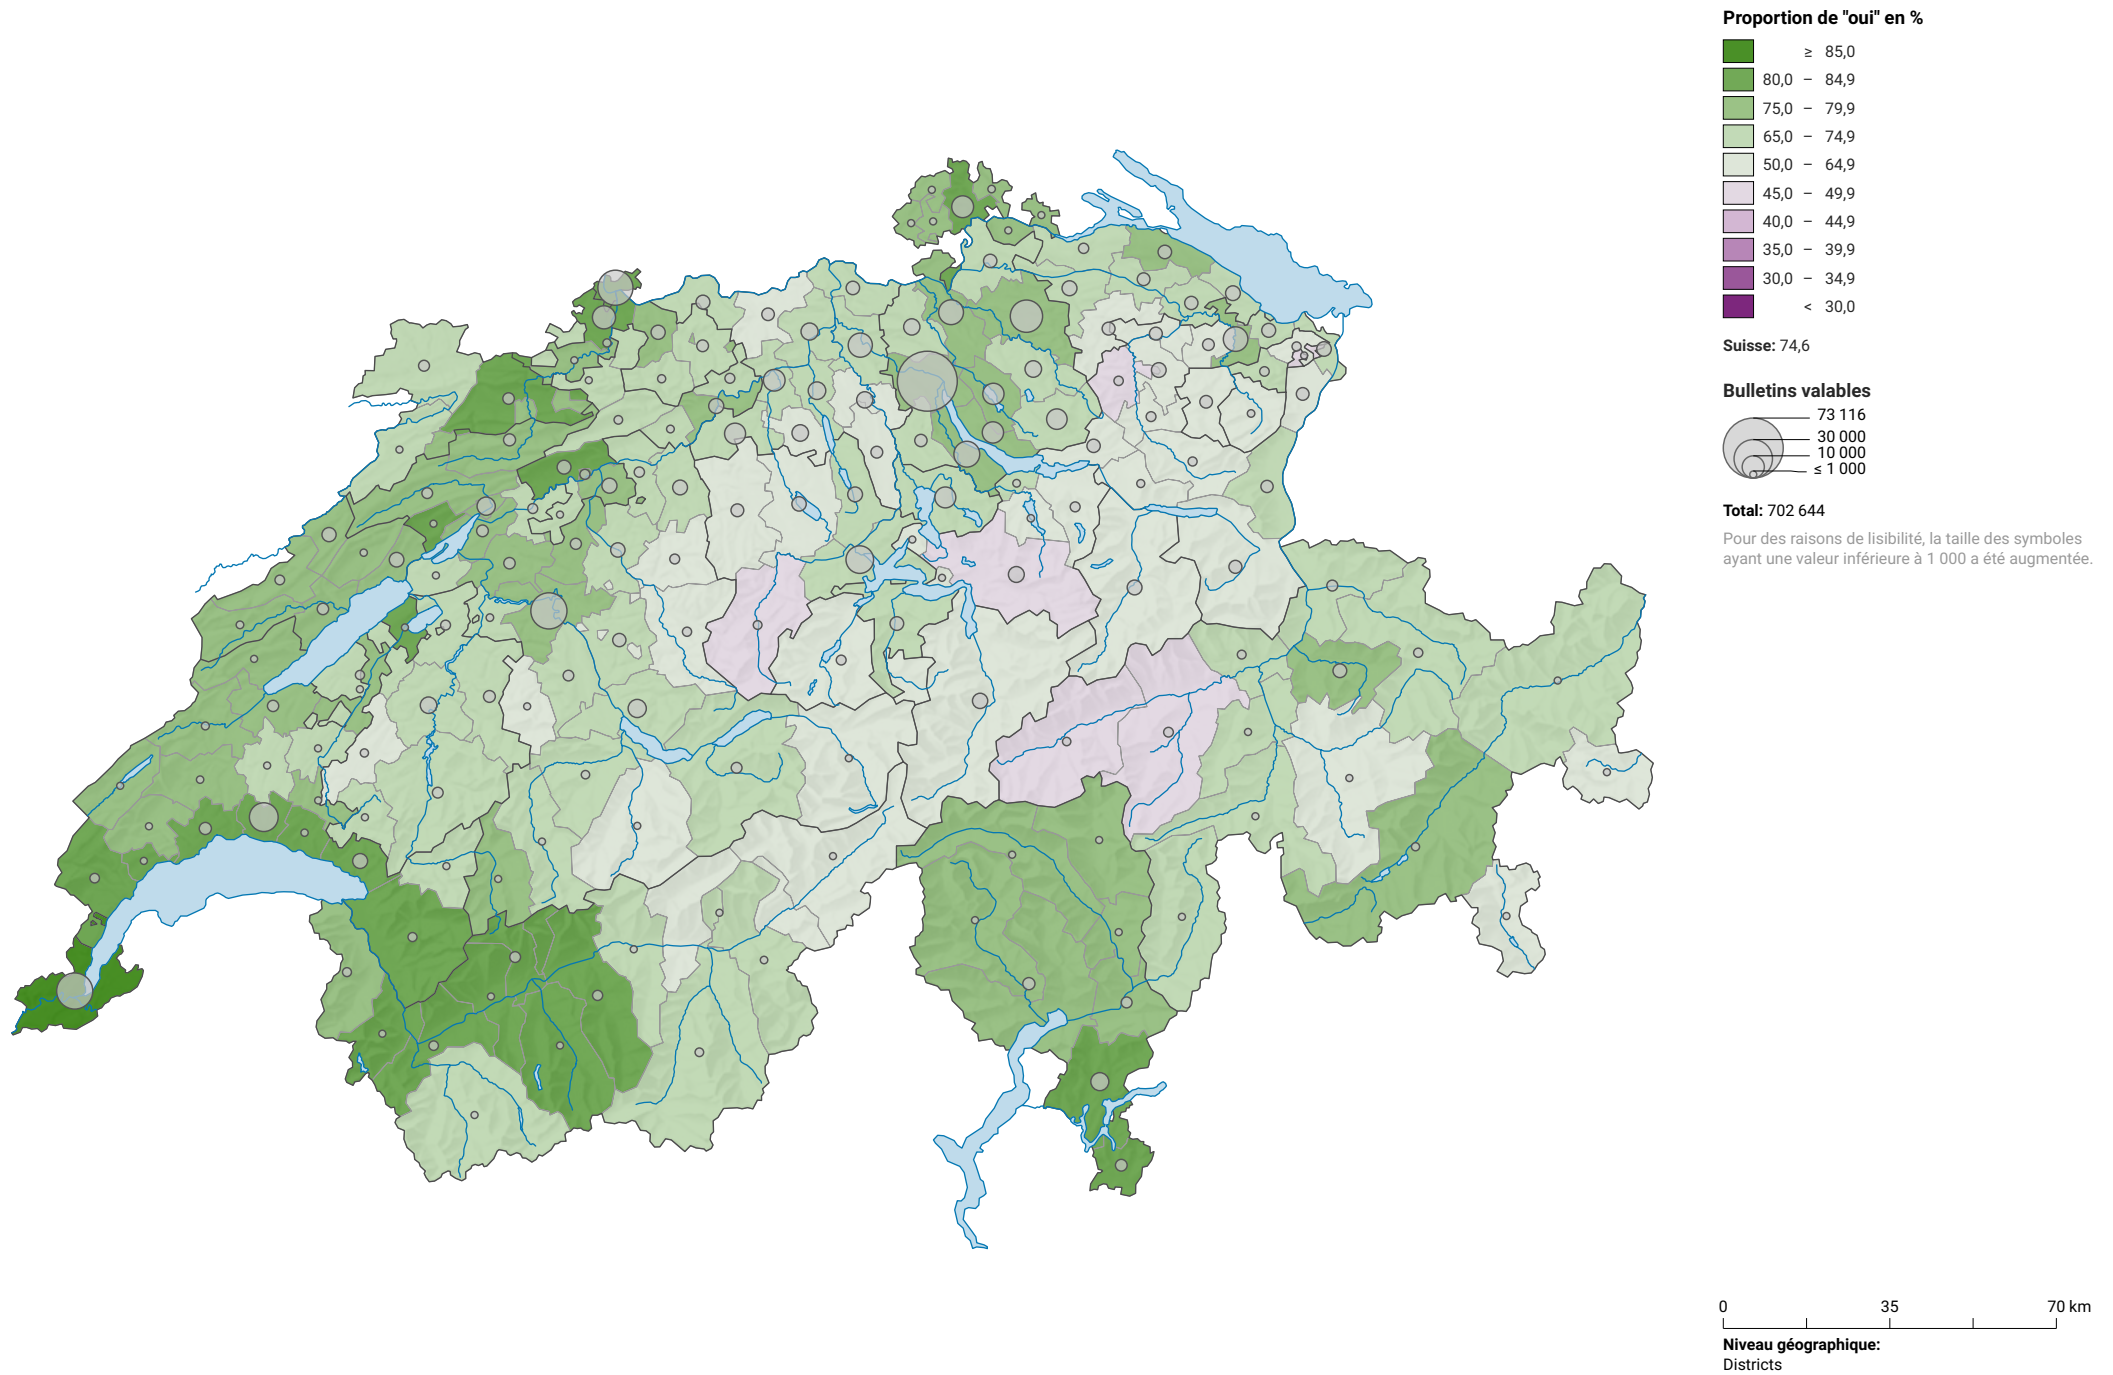 Proportion de "oui" en %
≥ 85,0
80,0 – 84,9
75,0 – 79,9
65,0 – 74,9
50,0 – 64,9
45,0 – 49,9
40,0 – 44,9
35,0 – 39,9
30,0 – 34,9
< 30,0
Suisse: 74,6
Bulletins valables
73 116
30 000
10 000
≤ 1 000
Total: 702 644
Pour des raisons de lisibilité, la taille des symboles
ayant une valeur inférieure à 1 000 a été augmentée.
0 35 70 km
Niveau géographique:
Districts